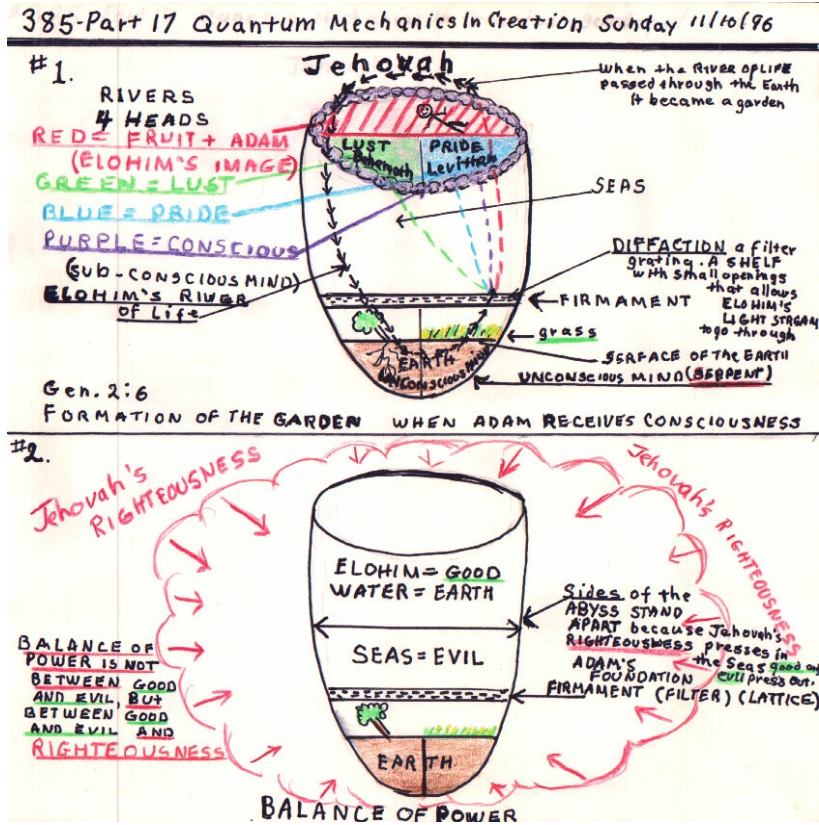 385-Part 17 Quantum Mechanics In Creation Sunday 11/10/96
#1.
Jehovah
When the RIVER OF LIFE
passed through the Earth
it became a garden
RIVERS
4 HEADS
RED = FRUIT + ADAM
(ELOHIM'S IMAGE)
GREEN = LUST
BLUE = PRIDE
PURPLE = CONSCIOUS
(SUB-CONSCIOUS MIND)
ELOHIM'S RIVER
of Life
LUST
Behemoth
PRIDE
Leviathan
SEAS
DIFFACTION a filter
grating. A SHELF
with small openings
that allows
ELOHIM'S
LIGHT STREAM
to go through
FIRMAMENT
grass
SERFACE OF THE EARTH
UNCONSCIOUS MIND (SERPENT)
EARTH
UNCONSCIOUS MIND
Gen. 2:6
FORMATION OF THE GARDEN WHEN ADAM RECEIVES CONSCIOUSNESS
#2.
Jehovah's
RIGHTEOUSNESS
Jehovah's RIGHTEOUSNESS
ELOHIM = GOOD
WATER = EARTH
SEAS = EVIL
Sides of the
ABYSS STAND
APART because Jehovah's
RIGHTEOUSNESS presses in
the Seas good and
evil press out.
ADAM'S
FOUNDATION
FIRMAMENT (FILTER) (LATTICE)
BALANCE OF
POWER IS NOT
BETWEEN GOOD
AND EVIL, BUT
BETWEEN GOOD
AND EVIL AND
RIGHTEOUSNESS
EARTH
BALANCE OF POWER